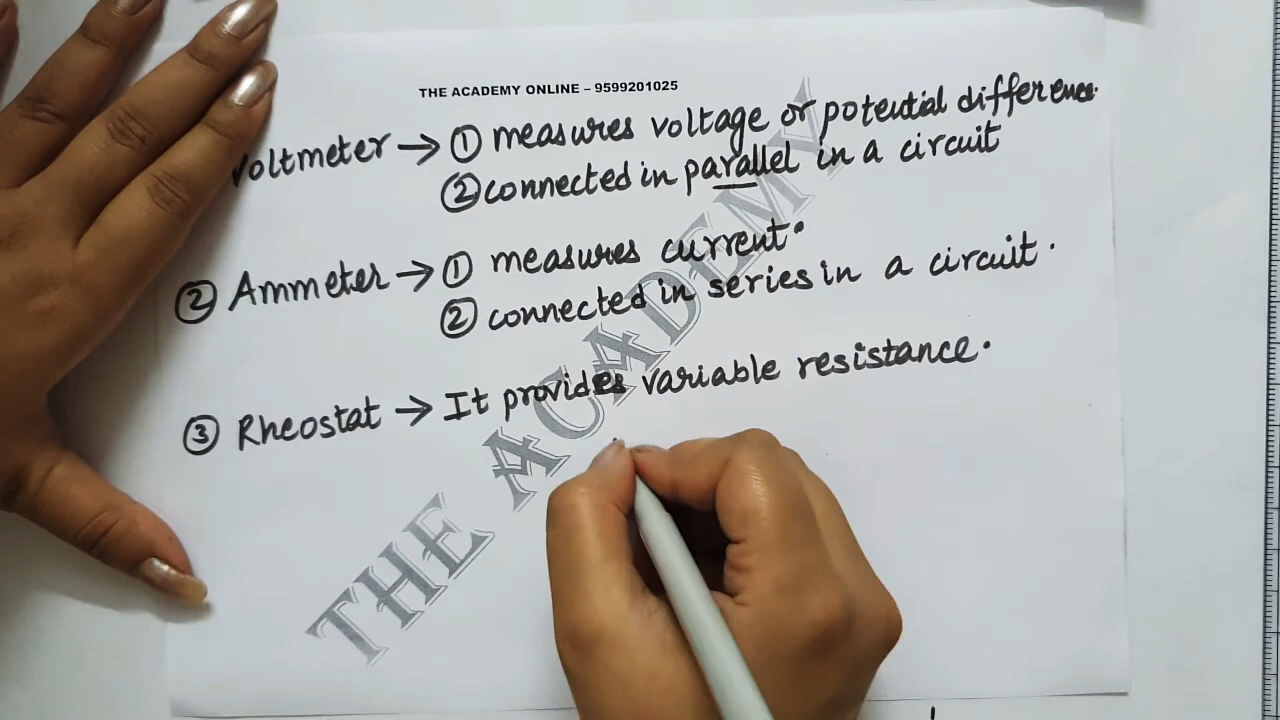 THE ACADEMY ONLINE – 9599201025
voltmeter → ① measures voltage or potential difference.
② connected in parallel in a circuit
② Ammeter → ① measures current.
② connected in series in a circuit.
③ Rheostat → It provides variable resistance.
THE ACADEMY